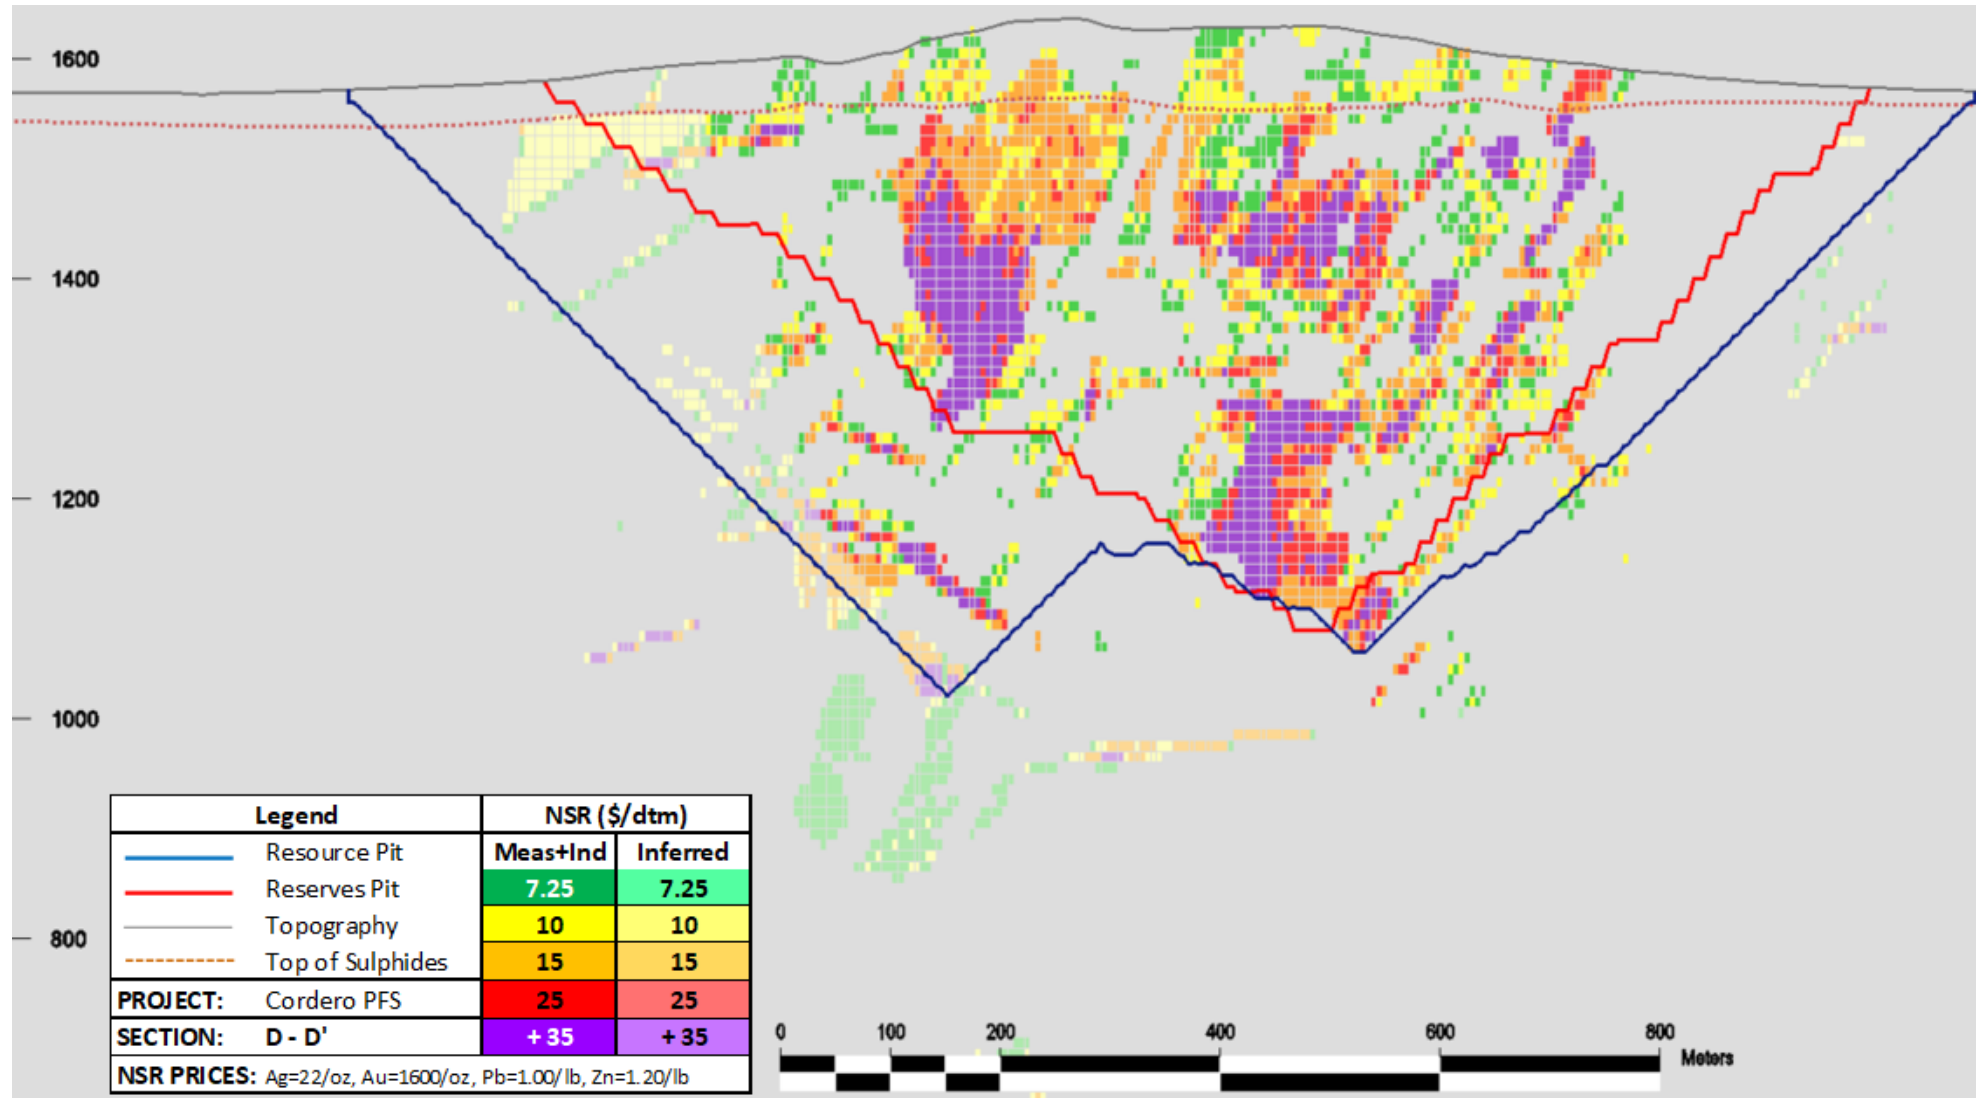 1600
1400
1200
1000
800
Legend NSR ($/dtm)
Resource Pit Meas+Ind Inferred
Reserves Pit 7.25 7.25
Topography 10 10
Top of Sulphides 15 15
PROJECT: Cordero PFS 25 25
SECTION: D - D' + 35 + 35
NSR PRICES: Ag=22/oz, Au=1600/oz, Pb=1.00/lb, Zn=1.20/lb
0 100 200 400 600 800
Meters